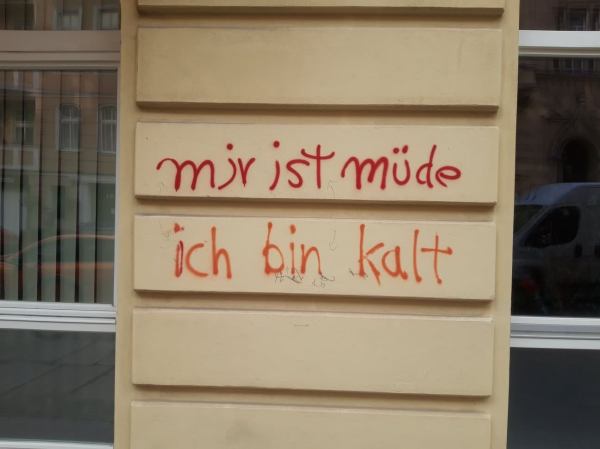 mir ist müde
ich bin kalt